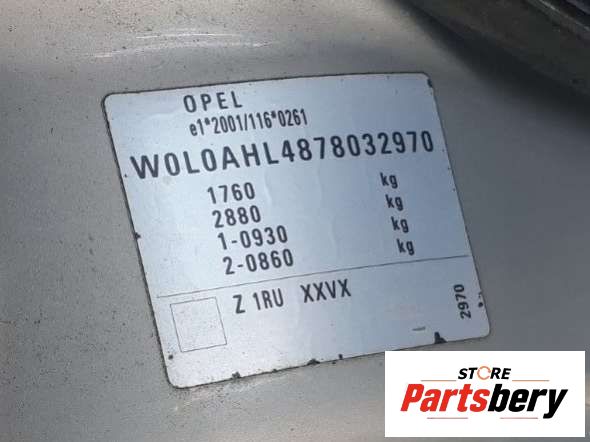 OPEL
e1*2001/116*0261
W0L0AHL4878032970
1760 kg
2880 kg
1-0930 kg
2-0860 kg
Z 1RU XXVX
2970
STORE
Partsbery